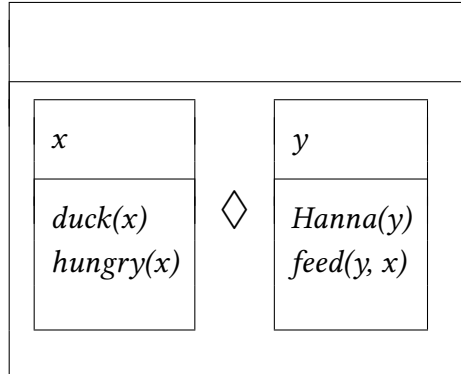 x
y
duck(x)
hungry(x)
◊
Hanna(y)
feed(y, x)